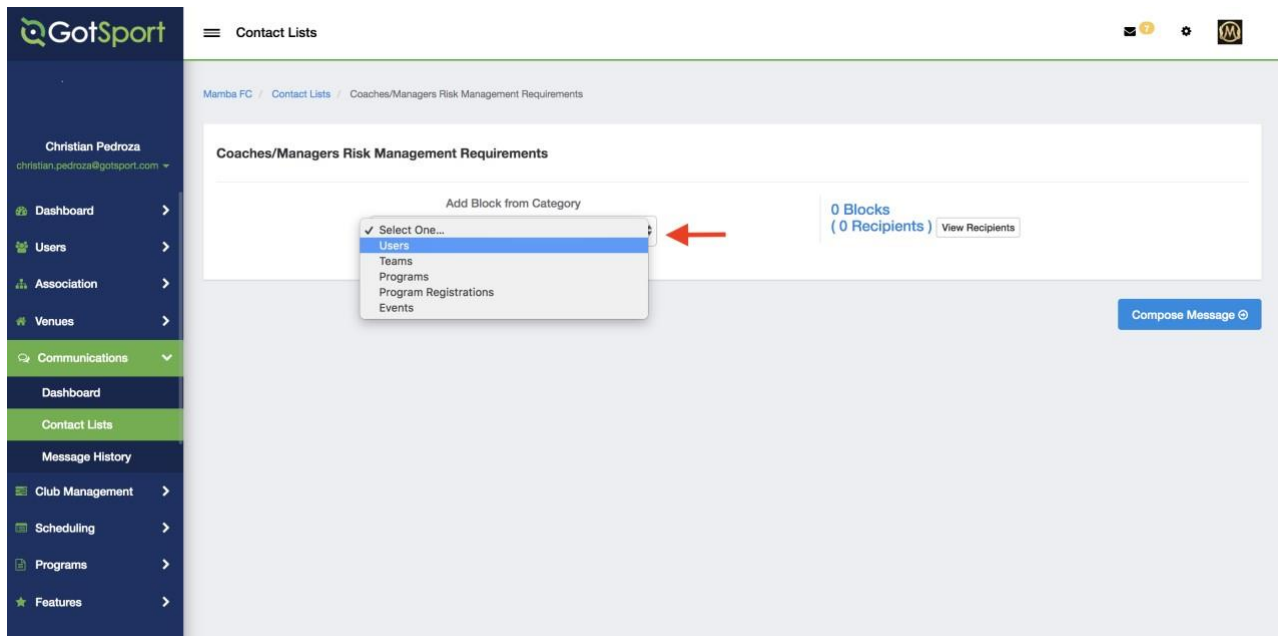 GotSport
Contact Lists
7
Mamba FC / Contact Lists / Coaches/Managers Risk Management Requirements
Christian Pedroza
christian.pedroza@gotsport.com
Dashboard
Users
Association
Venues
Communications
Dashboard
Contact Lists
Message History
Club Management
Scheduling
Programs
Features
Coaches/Managers Risk Management Requirements
Add Block from Category
✓ Select One...
Users
Teams
Programs
Program Registrations
Events
0 Blocks
( 0 Recipients ) View Recipients
Compose Message